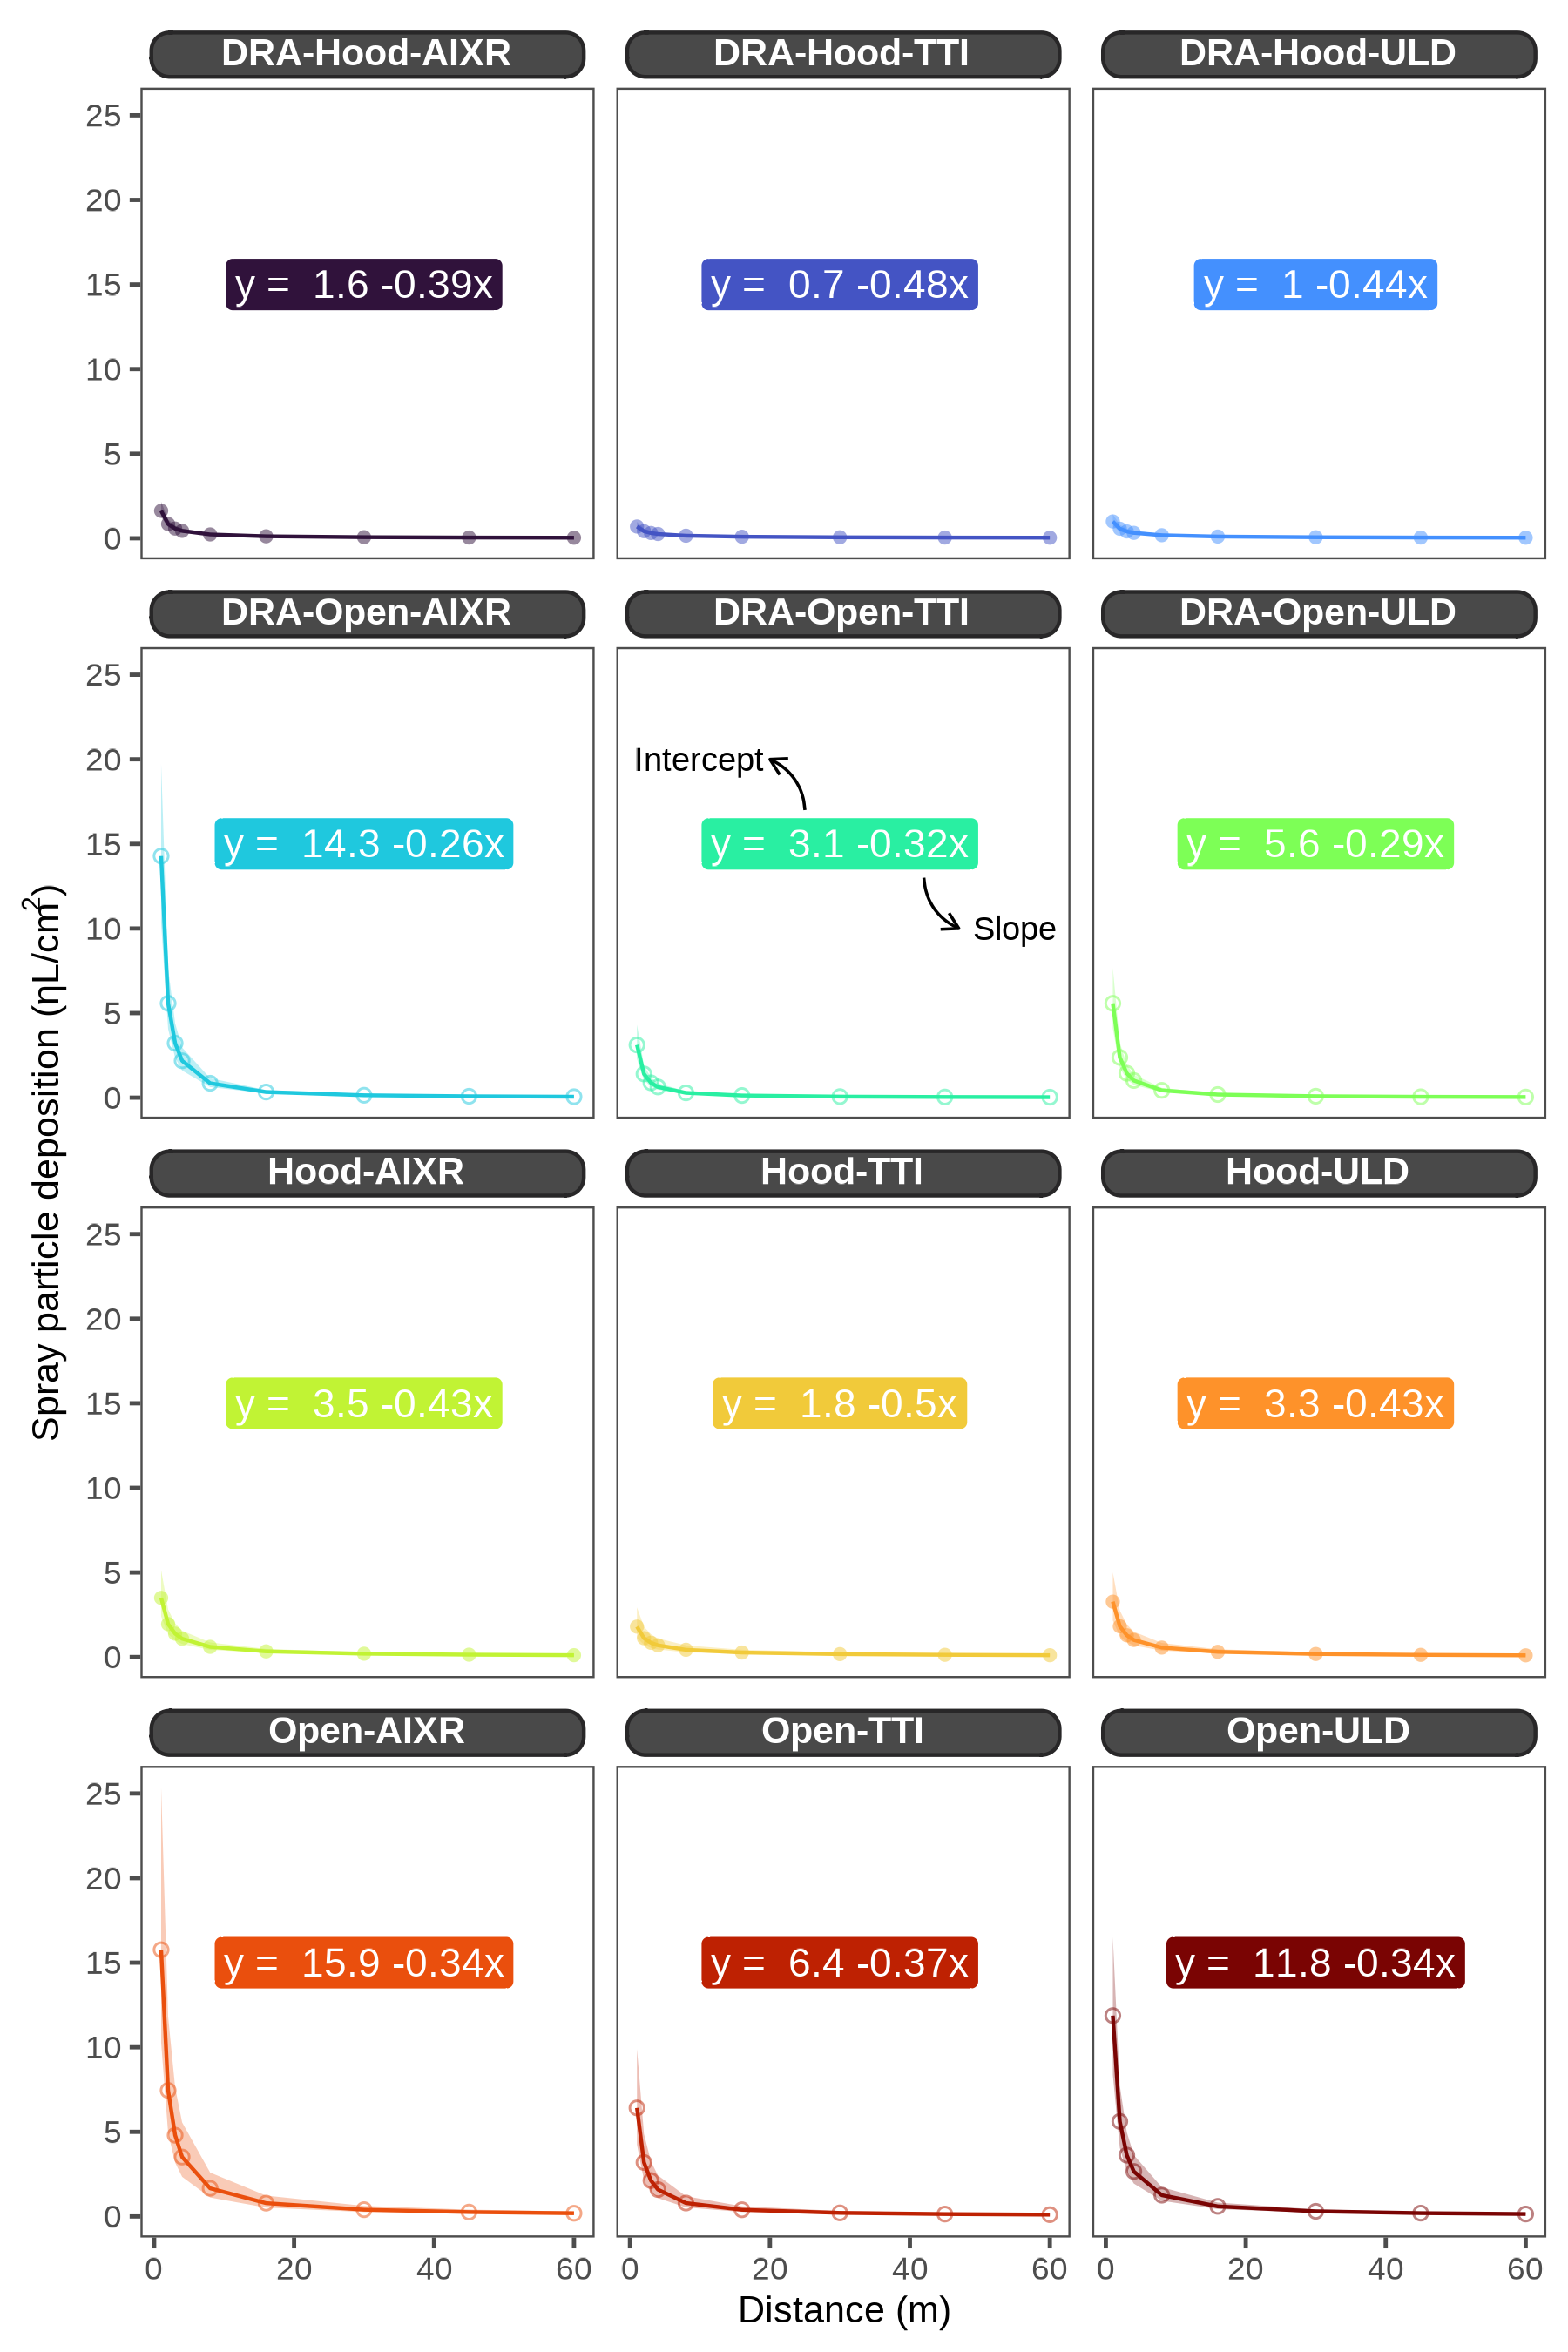 DRA-Hood-AIXR DRA-Hood-TTI DRA-Hood-ULD
25
20
15
10
5
0
y = 1.6 -0.39x
y = 0.7 -0.48x
y = 1 -0.44x
DRA-Open-AIXR DRA-Open-TTI DRA-Open-ULD
25
20
15
10
5
0
y = 14.3 -0.26x
Intercept
y = 3.1 -0.32x
Slope
y = 5.6 -0.29x
Spray particle deposition (ηL/cm²)
Hood-AIXR Hood-TTI Hood-ULD
25
20
15
10
5
0
y = 3.5 -0.43x
y = 1.8 -0.5x
y = 3.3 -0.43x
Open-AIXR Open-TTI Open-ULD
25
20
15
10
5
0
y = 15.9 -0.34x
y = 6.4 -0.37x
y = 11.8 -0.34x
0 20 40 60 0 20 40 60 0 20 40 60
Distance (m)